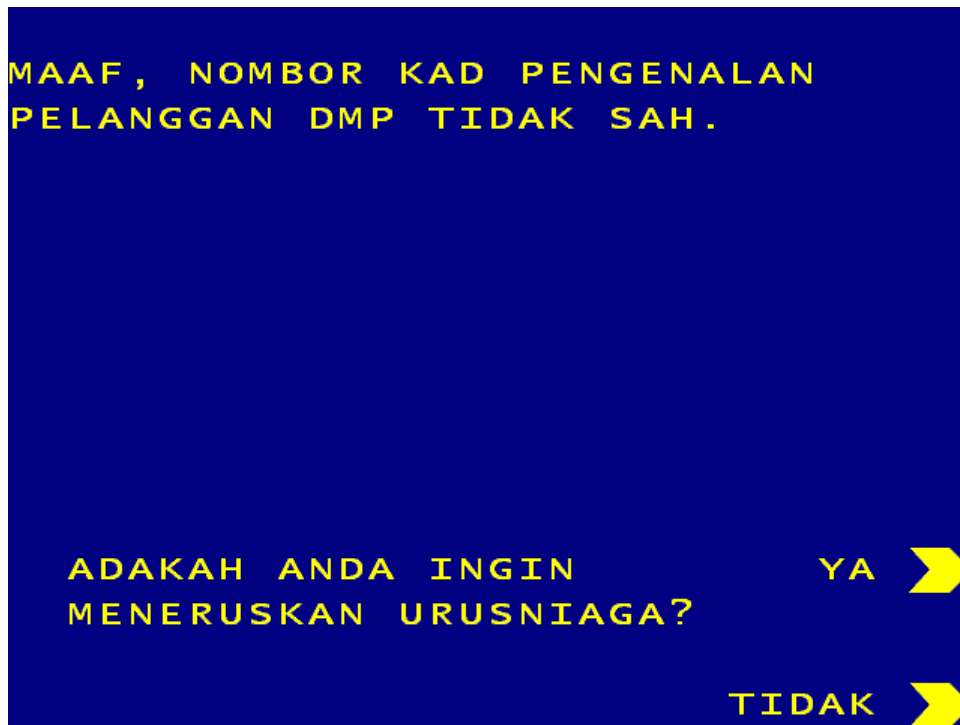 MAAF, NOMBOR KAD PENGENALAN
PELANGGAN DMP TIDAK SAH.
ADAKAH ANDA INGIN YA
MENERUSKAN URUSNIAGA?
TIDAK